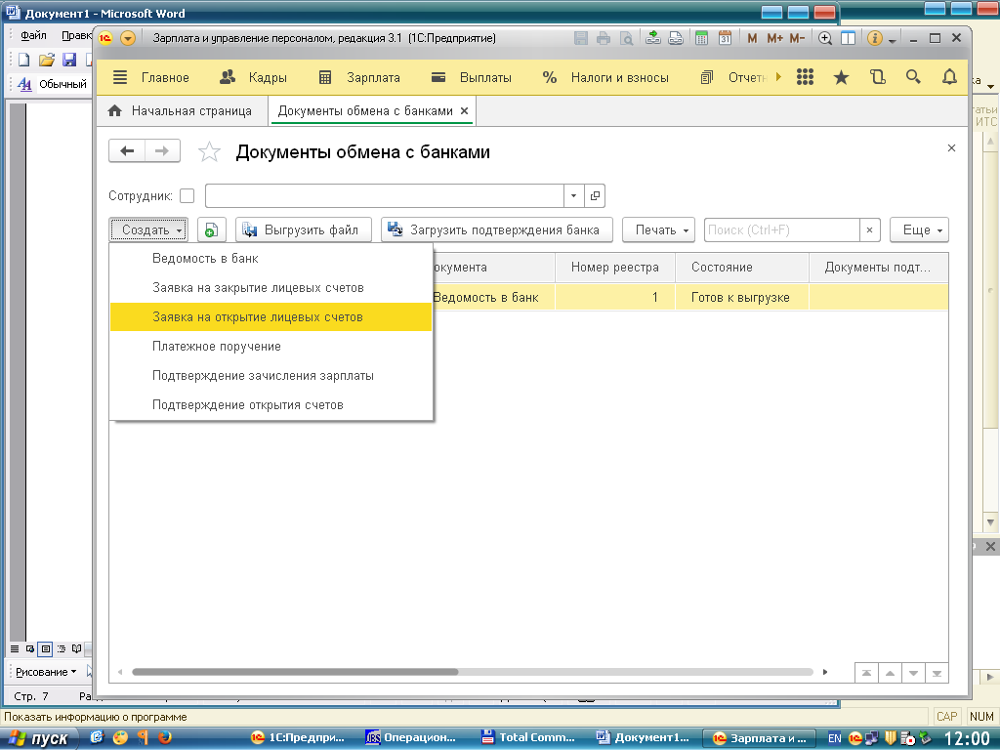 Документ1 - Microsoft Word
Файл Правк
Зарплата и управление персоналом, редакция 3.1 (1С:Предприятие)
M M+ M-
Обычный
Главное Кадры Зарплата Выплаты Налоги и взносы Отчетн
Начальная страница Документы обмена с банками
ИТС
Документы обмена с банками
Сотрудник:
Создать Выгрузить файл Загрузить подтверждения банка Печать Поиск (Ctrl+F) Еще
окумента Номер реестра Состояние Документы подт...
Ведомость в банк 1 Готов к выгрузке
Ведомость в банк
Заявка на закрытие лицевых счетов
Заявка на открытие лицевых счетов
Платежное поручение
Подтверждение зачисления зарплаты
Подтверждение открытия счетов
Рисование
Стр. 7 Раз
Показать информацию о программе CAP NUM
пуск 1С:Предпри... Операцион... Total Comm... Документ1... Зарплата и ... EN 12:00